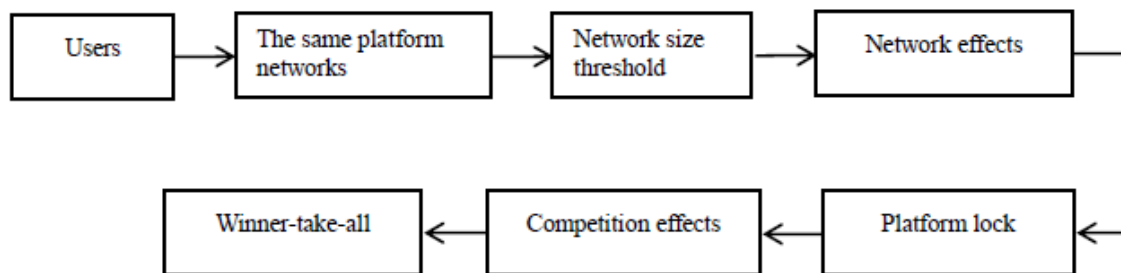 Users
The same platform
networks
Network size
threshold
Network effects
Winner-take-all
Competition effects
Platform lock